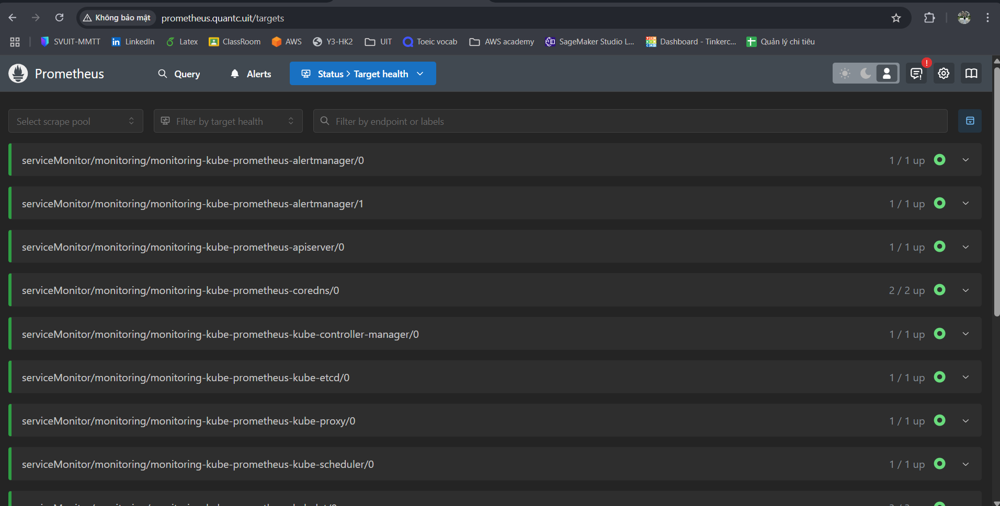 Không bảo mật prometheus.quantc.uit/targets
SVUIT-MMTT LinkedIn Latex ClassRoom AWS Y3-HK2 UIT Toeic vocab AWS academy SageMaker Studio L... Dashboard - Tinkerc... Quản lý chi tiêu
Prometheus Query Alerts Status > Target health
Select scrape pool Filter by target health Filter by endpoint or labels
serviceMonitor/monitoring/monitoring-kube-prometheus-alertmanager/0 1 / 1 up
serviceMonitor/monitoring/monitoring-kube-prometheus-alertmanager/1 1 / 1 up
serviceMonitor/monitoring/monitoring-kube-prometheus-apiserver/0 1 / 1 up
serviceMonitor/monitoring/monitoring-kube-prometheus-coredns/0 2 / 2 up
serviceMonitor/monitoring/monitoring-kube-prometheus-kube-controller-manager/0 1 / 1 up
serviceMonitor/monitoring/monitoring-kube-prometheus-kube-etcd/0 1 / 1 up
serviceMonitor/monitoring/monitoring-kube-prometheus-kube-proxy/0 1 / 1 up
serviceMonitor/monitoring/monitoring-kube-prometheus-kube-scheduler/0 1 / 1 up